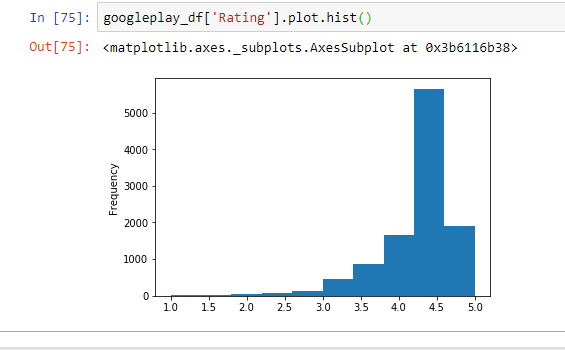 In [75]: googleplay_df['Rating'].plot.hist()
Out[75]: <matplotlib.axes._subplots.AxesSubplot at 0x3b6116b38>
Frequency
5000
4000
3000
2000
1000
0
1.0 1.5 2.0 2.5 3.0 3.5 4.0 4.5 5.0